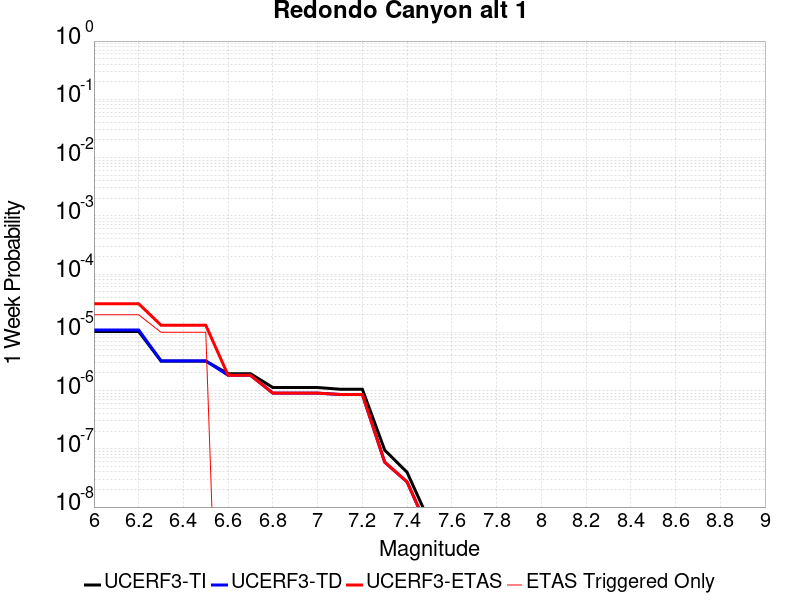 Redondo Canyon alt 1
10^0
10^-1
10^-2
10^-3
10^-4
10^-5
10^-6
10^-7
10^-8
1 Week Probability
6 6.2 6.4 6.6 6.8 7 7.2 7.4 7.6 7.8 8 8.2 8.4 8.6 8.8 9
Magnitude
UCERF3-TI UCERF3-TD UCERF3-ETAS ETAS Triggered Only